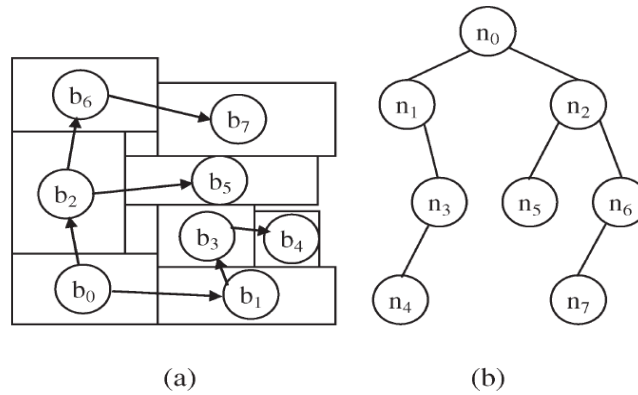 n₀
b₆
b₇
n₁
n₂
b₂
b₅
n₃
n₅
n₆
b₃
b₄
b₀
b₁
n₄
n₇
(a)
(b)